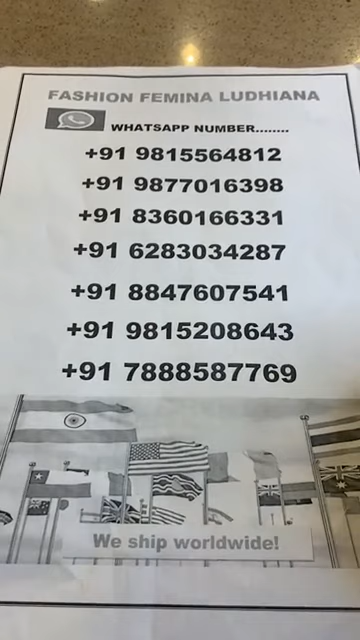 FASHION FEMINA LUDHIANA
WHATSAPP NUMBER........
+91 9815564812
+91 9877016398
+91 8360166331
+91 6283034287
+91 8847607541
+91 9815208643
+91 7888587769
We ship worldwide!